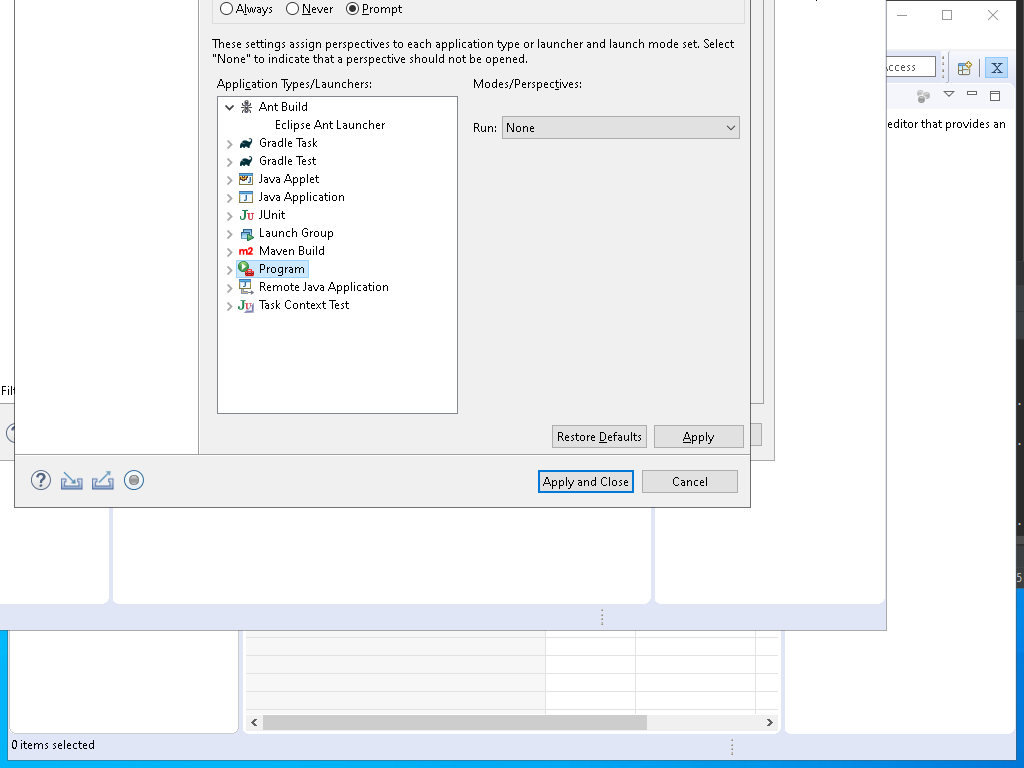 Always Never Prompt
These settings assign perspectives to each application type or launcher and launch mode set. Select
"None" to indicate that a perspective should not be opened.
Application Types/Launchers:
Modes/Perspectives:
Ant Build
Eclipse Ant Launcher
Gradle Task
Gradle Test
Java Applet
Java Application
JUnit
Launch Group
Maven Build
Program
Remote Java Application
Task Context Test
Run: None
Restore Defaults
Apply
Apply and Close
Cancel
editor that provides an
0 items selected